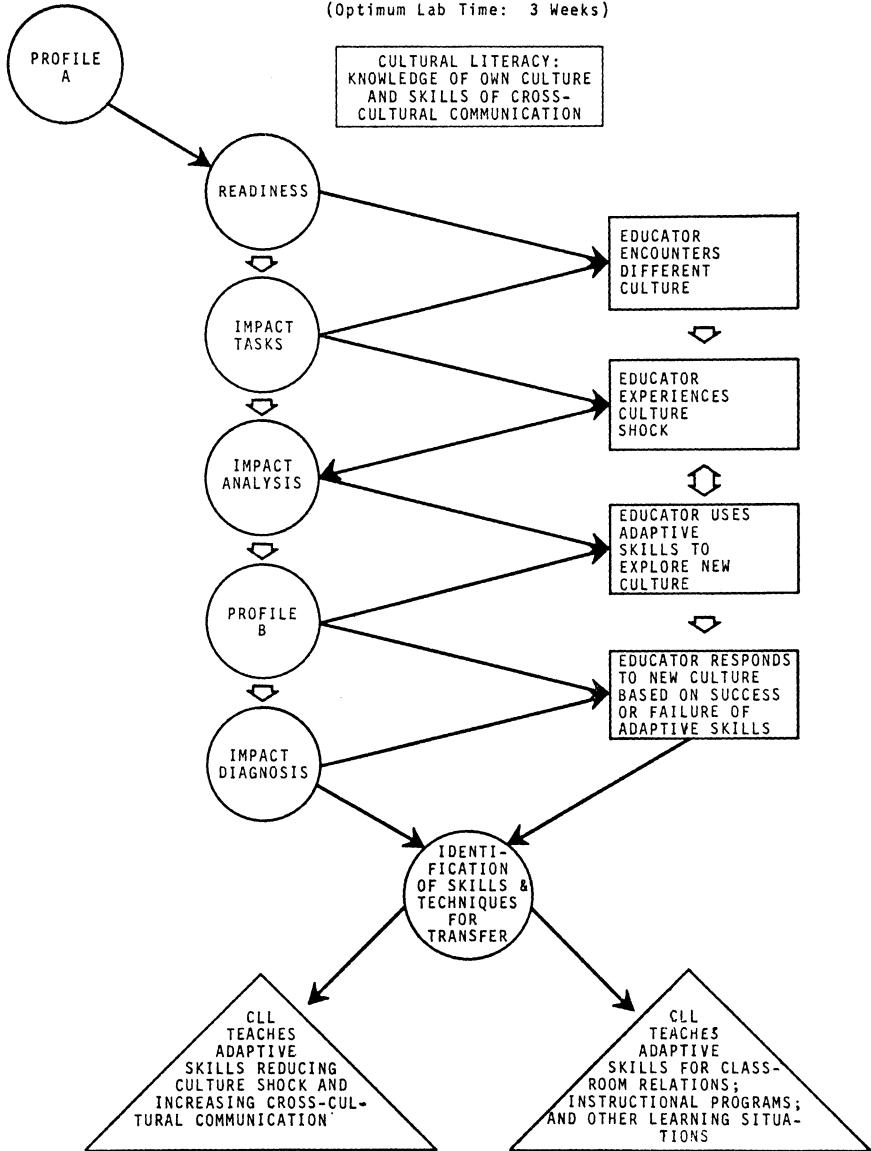 (Optimum Lab Time: 3 Weeks)
PROFILE
A
CULTURAL LITERACY:
KNOWLEDGE OF OWN CULTURE
AND SKILLS OF CROSS-
CULTURAL COMMUNICATION
READINESS
EDUCATOR
ENCOUNTERS
DIFFERENT
CULTURE
IMPACT
TASKS
EDUCATOR
EXPERIENCES
CULTURE
SHOCK
IMPACT
ANALYSIS
EDUCATOR USES
ADAPTIVE
SKILLS TO
EXPLORE NEW
CULTURE
PROFILE
B
EDUCATOR RESPONDS
TO NEW CULTURE
BASED ON SUCCESS
OR FAILURE OF
ADAPTIVE SKILLS
IMPACT
DIAGNOSIS
IDENTI-
FICATION
OF SKILLS &
TECHNIQUES
FOR
TRANSFER
CLL
TEACHES
ADAPTIVE
SKILLS REDUCING
CULTURE SHOCK AND
INCREASING CROSS-CUL-
TURAL COMMUNICATION
CLL
TEACHES
ADAPTIVE
SKILLS FOR CLASS-
ROOM RELATIONS;
INSTRUCTIONAL PROGRAMS;
AND OTHER LEARNING SITUA-
TIONS